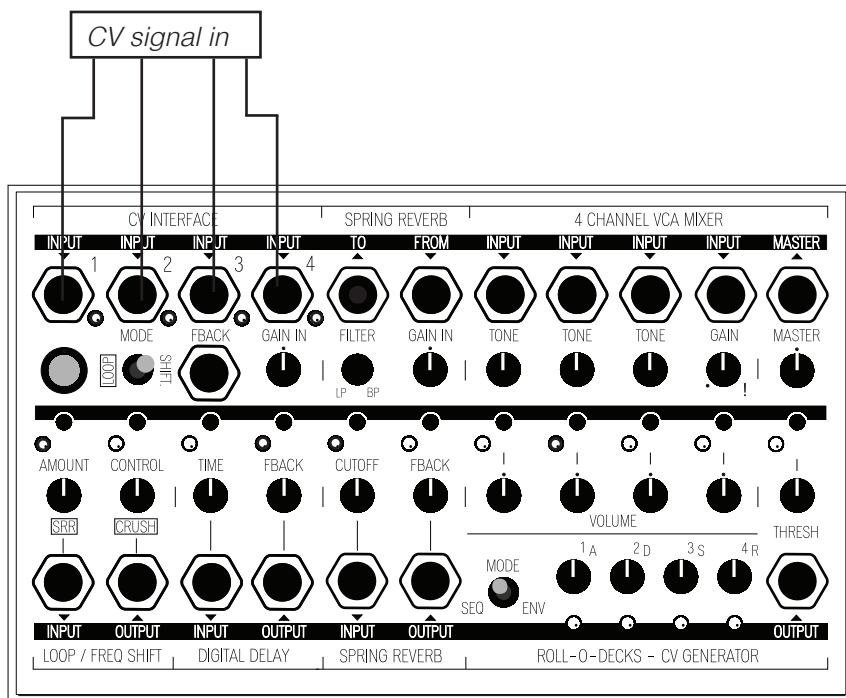 CV signal in
CV INTERFACE SPRING REVERB 4 CHANNEL VCA MIXER
INPUT INPUT INPUT INPUT TO FROM INPUT INPUT INPUT INPUT MASTER
1 2 3 4
MODE FBACK GAIN IN FILTER GAIN IN TONE TONE TONE GAIN MASTER
LOOP SHIFT.
LP BP !
AMOUNT CONTROL TIME FBACK CUTOFF FBACK
SRR CRUSH VOLUME THRESH
1 A 2 D 3 S 4 R
MODE
SEQ ENV
INPUT OUTPUT INPUT OUTPUT INPUT OUTPUT OUTPUT
LOOP / FREQ SHIFT DIGITAL DELAY SPRING REVERB ROLL-O-DECKS - CV GENERATOR